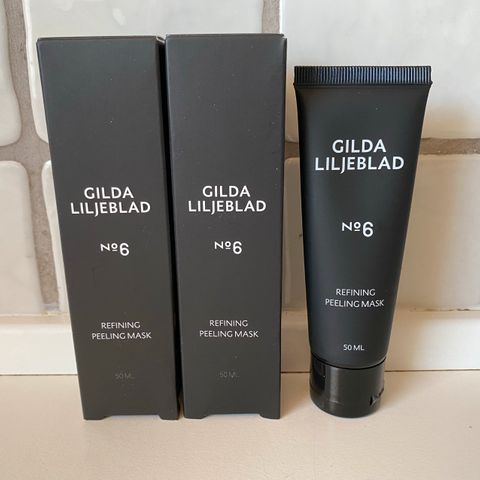 GILDA
LILJEBLAD
Nº6
REFINING
PEELING MASK
50 ML
GILDA
LILJEBLAD
Nº6
REFINING
PEELING MASK
50 ML
GILDA
LILJEBLAD
Nº6
REFINING
PEELING MASK
50 ML